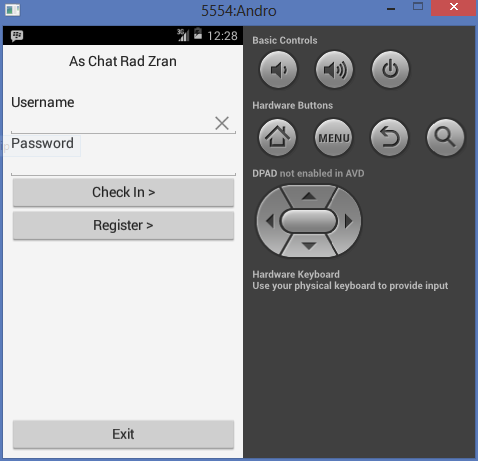 5554:Andro
3G 12:28
As Chat Rad Zran
Username
Password
Check In >
Register >
Exit
Basic Controls
Hardware Buttons
MENU
DPAD not enabled in AVD
Hardware Keyboard
Use your physical keyboard to provide input